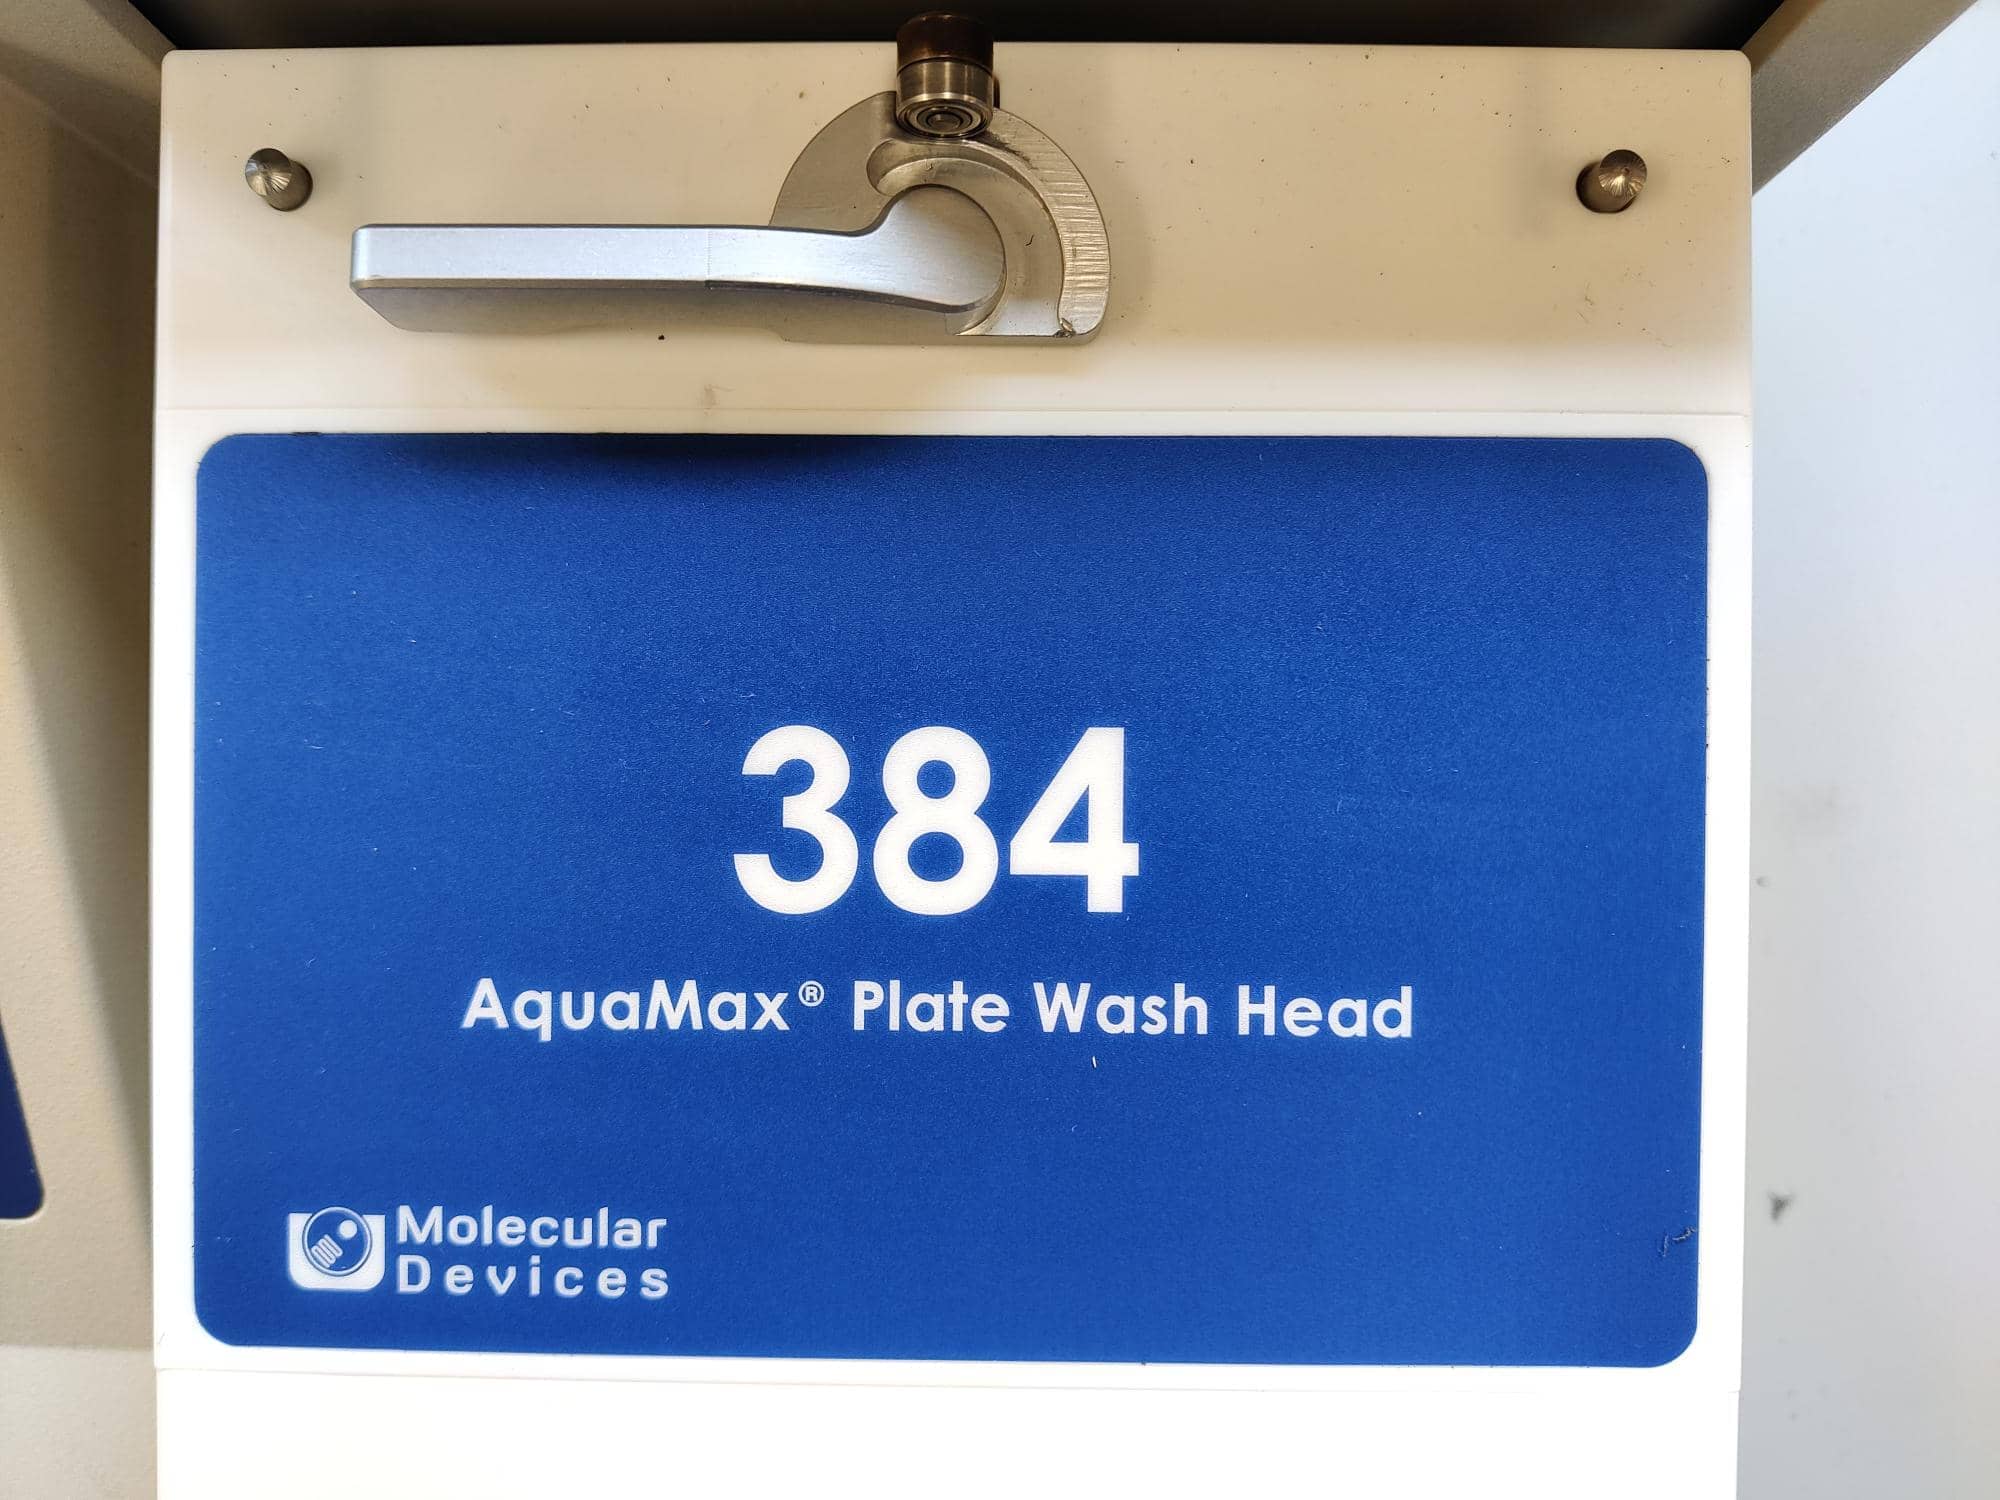 384
AquaMax® Plate Wash Head
Molecular
Devices